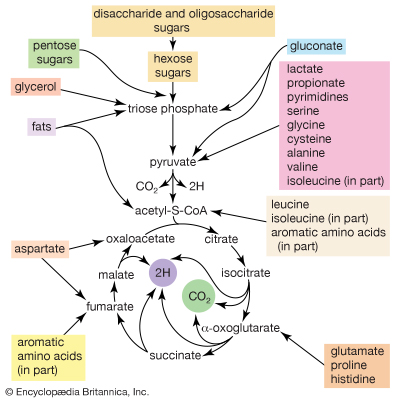 disaccharide and oligosaccharide
sugars
pentose
sugars
hexose
sugars
gluconate
glycerol
triose phosphate
lactate
propionate
pyrimidines
serine
glycine
cysteine
alanine
valine
isoleucine (in part)
fats
pyruvate
CO₂
2H
acetyl-S-CoA
leucine
isoleucine (in part)
aromatic amino acids
(in part)
aspartate
oxaloacetate
citrate
malate
2H
isocitrate
CO₂
fumarate
α-oxoglutarate
aromatic
amino acids
(in part)
succinate
glutamate
proline
histidine
© Encyclopædia Britannica, Inc.